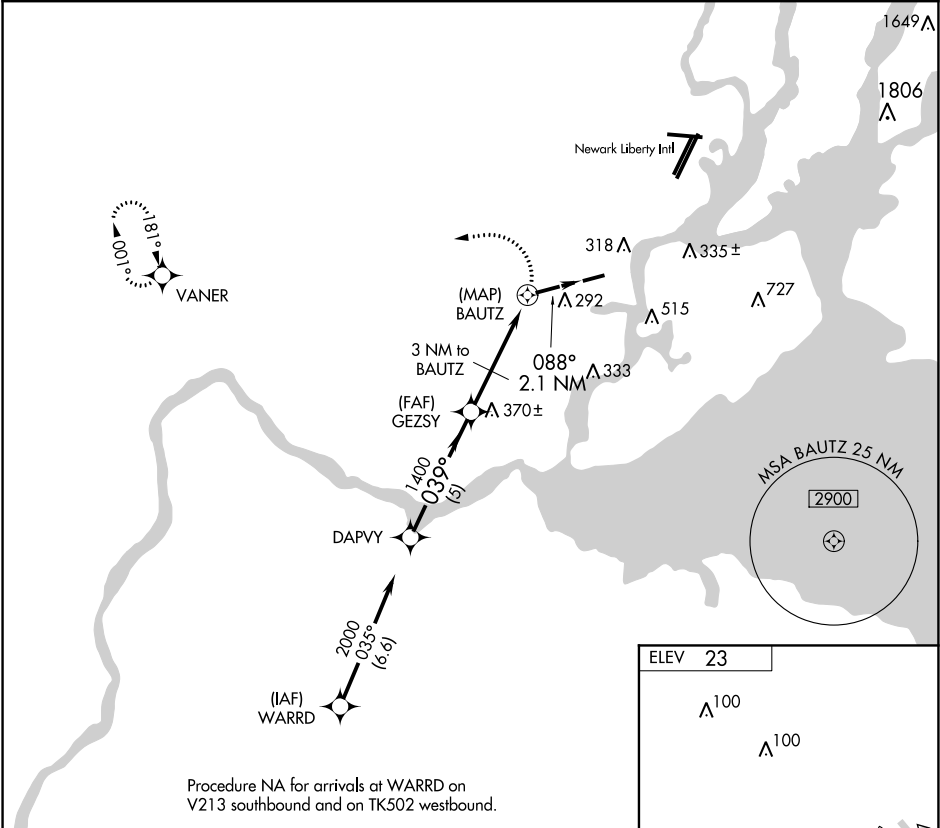 1649
1806
Newark Liberty Intl
181°
001°
VANER
318
335±
(MAP)
BAUTZ
292
727
515
3 NM to
BAUTZ
088°
2.1 NM
333
(FAF)
GEZSY
370±
1400
039°
(5)
MSA BAUTZ 25 NM
2900
DAPVY
2000
035°
(6.6)
(IAF)
WARRD
ELEV 23
100
100
Procedure NA for arrivals at WARRD on
V213 southbound and on TK502 westbound.